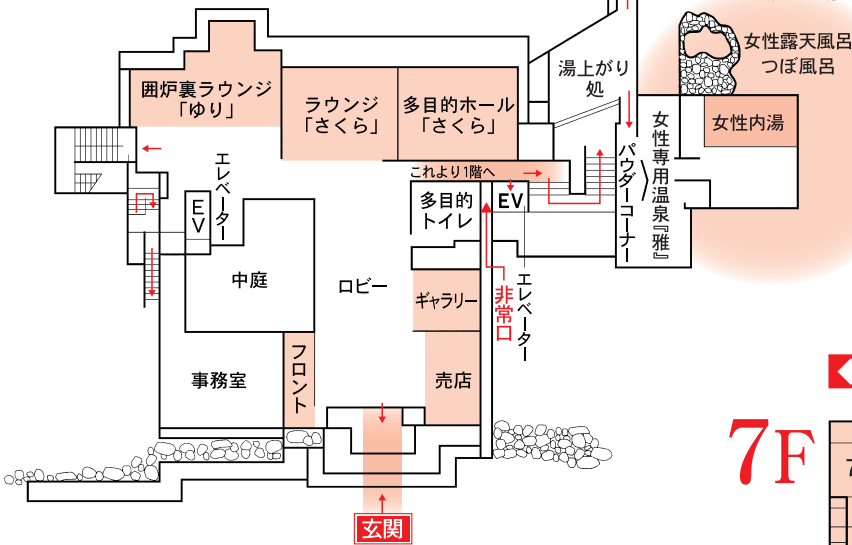 女性露天風呂
つぼ風呂
湯上がり
処
囲炉裏ラウンジ
「ゆり」
ラウンジ
「さくら」
多目的ホール
「さくら」
女性内湯
女性専用温泉『雅』
パウダーコーナー
これより1階へ
エレベーター
EV
多目的
トイレ
EV
中庭
ロビー
ギャラリー
非常口
エレベーター
事務室
フロント
売店
7F
玄関